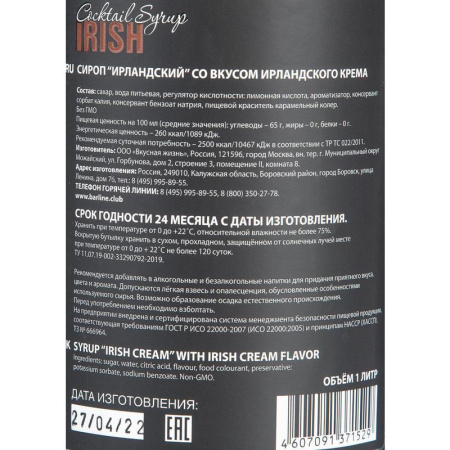 Cocktail Syrup
IRISH
RU СИРОП "ИРЛАНДСКИЙ" СО ВКУСОМ ИРЛАНДСКОГО КРЕМА
Состав: сахар, вода питьевая, регулятор кислотности: лимонная кислота, ароматизатор, консервант
сорбат калия, консервант бензоат натрия, пищевой краситель карамельный колер.
Без ГМО
Пищевая ценность на 100 мл (средние значения): углеводы – 65 г, жиры – 0 г, белки – 0 г.
Энергетическая ценность – 260 ккал/1089 кДж.
Рекомендуемая суточная потребность – 2500 ккал/10467 кДж в соответствии с ТР ТС 022/2011.
Изготовитель: ООО «Вкусная жизнь», Россия, 121596, город Москва, вн. тер. г. Муниципальный округ
Можайский, ул. Горбунова, дом 2, строение 3, помещение II, комната 8.
Адрес изготовления: Россия, 249010, Калужская область, Боровский район, город Боровск, улица
Ленина, дом 76, тел.: 8 (495) 995-89-55.
ТЕЛЕФОН ГОРЯЧЕЙ ЛИНИИ: 8 (495) 995-89-55, 8 (800) 350-27-78.
www.barline.club
СРОК ГОДНОСТИ 24 МЕСЯЦА С ДАТЫ ИЗГОТОВЛЕНИЯ.
Хранить при температуре от 0 до +22˚С, относительной влажности не более 75%.
Вскрытую бутылку хранить в сухом, прохладном, защищённом от солнечных лучей месте
при температуре от 0 до +22˚С не более 120 суток.
ТУ 11.07.19-002-33290792-2019.
Рекомендуется добавлять в алкогольные и безалкогольные напитки для придания приятного вкуса,
цвета и аромата. Допускаются лёгкая взвесь и опалесценция, обусловленные особенностями
используемого сырья. Возможно образование осадка естественного происхождения.
Перед употреблением необходимо взболтать.
На предприятии внедрена и сертифицирована система менеджмента безопасности пищевой продукции,
соответствующая требованиям ГОСТ Р ИСО 22000-2007 (ИСО 22000:2005) и принципам HACCP (ХАССП).
ТЗ № 666964.
K SYRUP "IRISH CREAM" WITH IRISH CREAM FLAVOR
Ingredients: sugar, water, citric acid, flavour, food colourant, preservative:
potassium sorbate, sodium benzoate. Non-GMO.
ОБЪЁМ 1 ЛИТР
ДАТА ИЗГОТОВЛЕНИЯ:
27/04/22
EAC
4 607091 371529